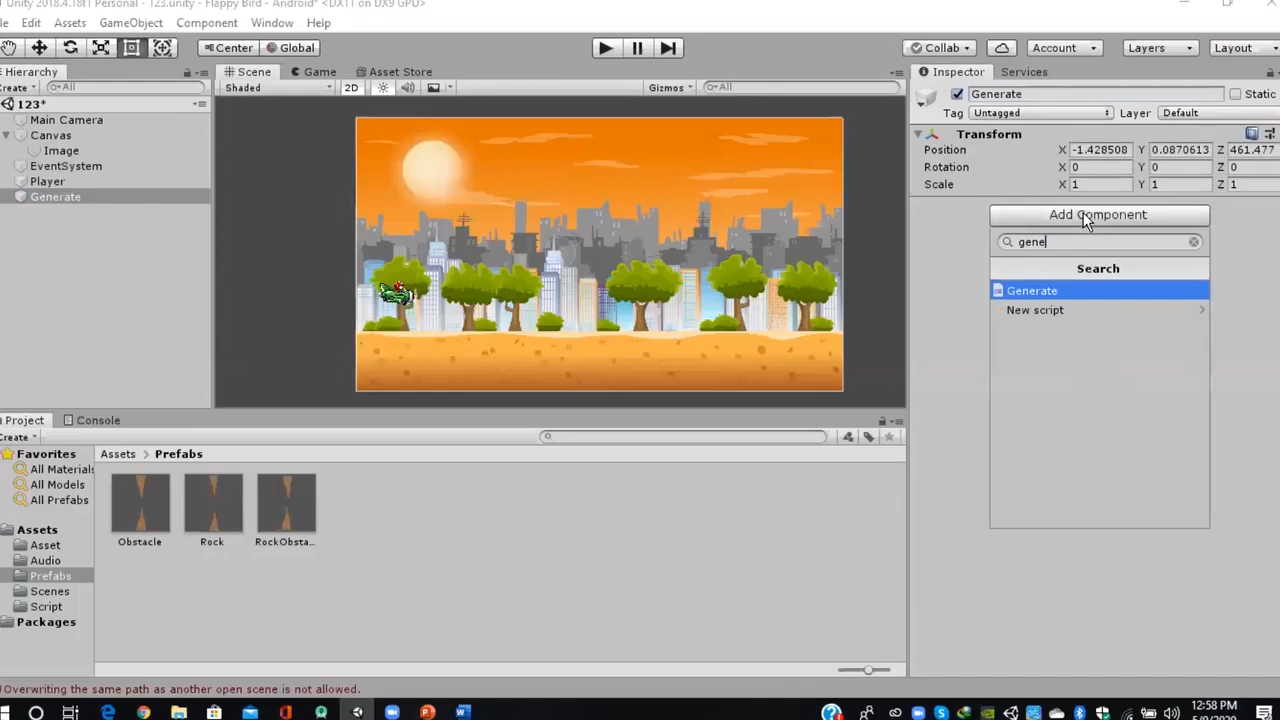 Unity 2018.4.18f1 Personal - 123.unity - Flappy Bird - Android* <DX11 on DX9 GPU>
le Edit Assets GameObject Component Window Help
Center Global Collab Account Layers Layout
Hierarchy Scene Game Asset Store Inspector Services
Create All Shaded 2D Gizmos All Generate Static
123*
Tag Untagged Layer Default
Main Camera
Canvas
Image
EventSystem
Player
Generate
Transform
Position X -1.428508 Y 0.0870613 Z 461.477
Rotation X 0 Y 0 Z 0
Scale X 1 Y 1 Z 1
Add Component
gene
Search
Generate
New script
Project Console
Create
Favorites
All Materials
All Models
All Prefabs
Assets
Asset
Audio
Prefabs
Scenes
Script
Packages
Assets Prefabs
Obstacle Rock RockObsta...
Overwriting the same path as another open scene is not allowed.
12:58 PM